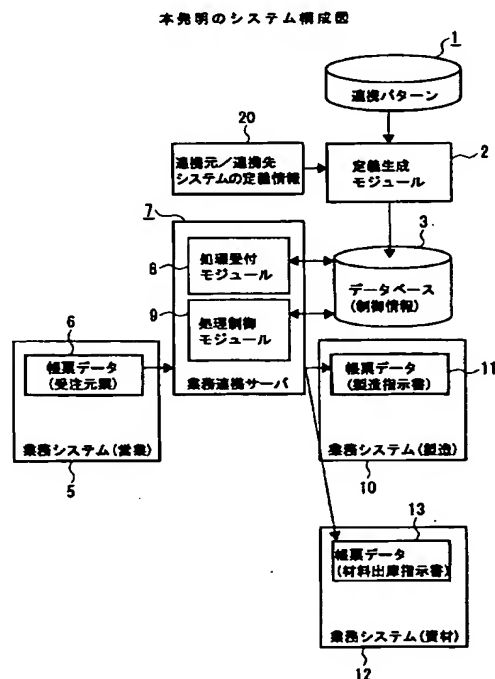 本発明のシステム構成図
1
連携パターン
20
連携元／連携先
システムの定義情報
2
定義生成
モジュール
7
3
8
処理受付
モジュール
データベース
(制御情報)
9
処理制御
モジュール
業務連携サーバ
6
帳票データ
(受注元票)
業務システム(営業)
5
帳票データ
(製造指示書)
11
業務システム(製造)
10
13
帳票データ
(材料出庫指示書)
業務システム(資材)
12